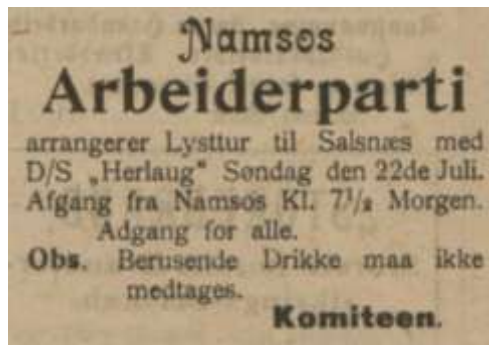 Namsos
Arbeiderparti
arrangerer Lysttur til Salsnæs med
D/S „Herlaug" Søndag den 22de Juli.
Afgang fra Namsos Kl. 7½ Morgen.
Adgang for alle.
Obs. Berusende Drikke maa ikke
medtages.
Komiteen.